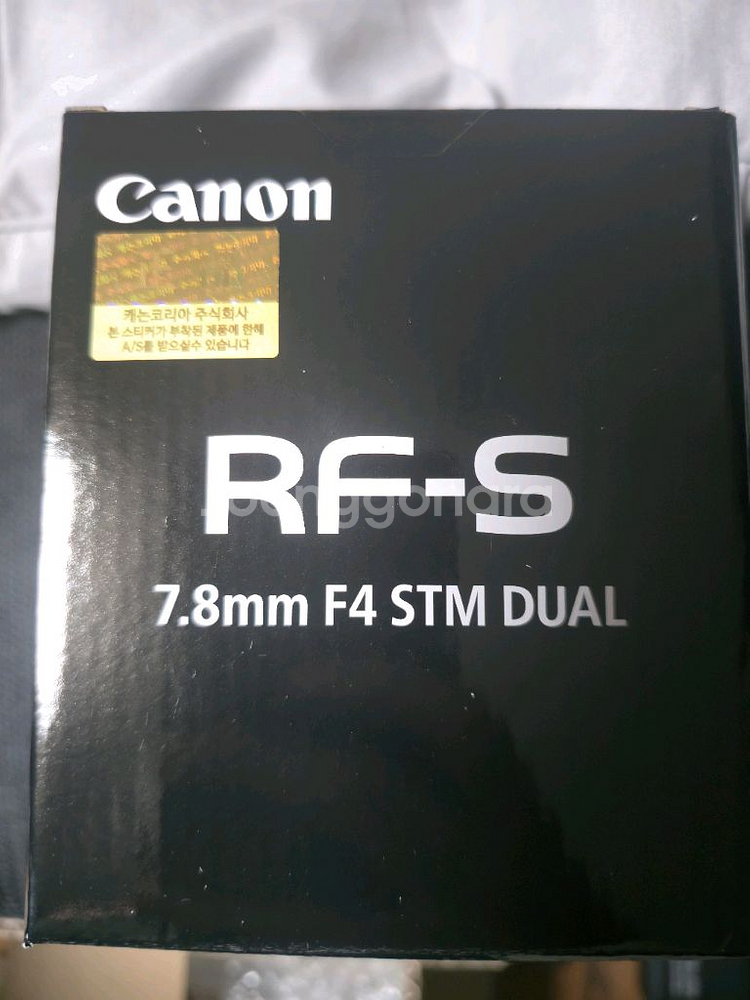 Canon
캐논코리아 주식회사
본 스티커가 부착된 제품에 한해
A/S를 받으실수 있습니다
RF-S
Joonggonara
7.8mm F4 STM DUAL